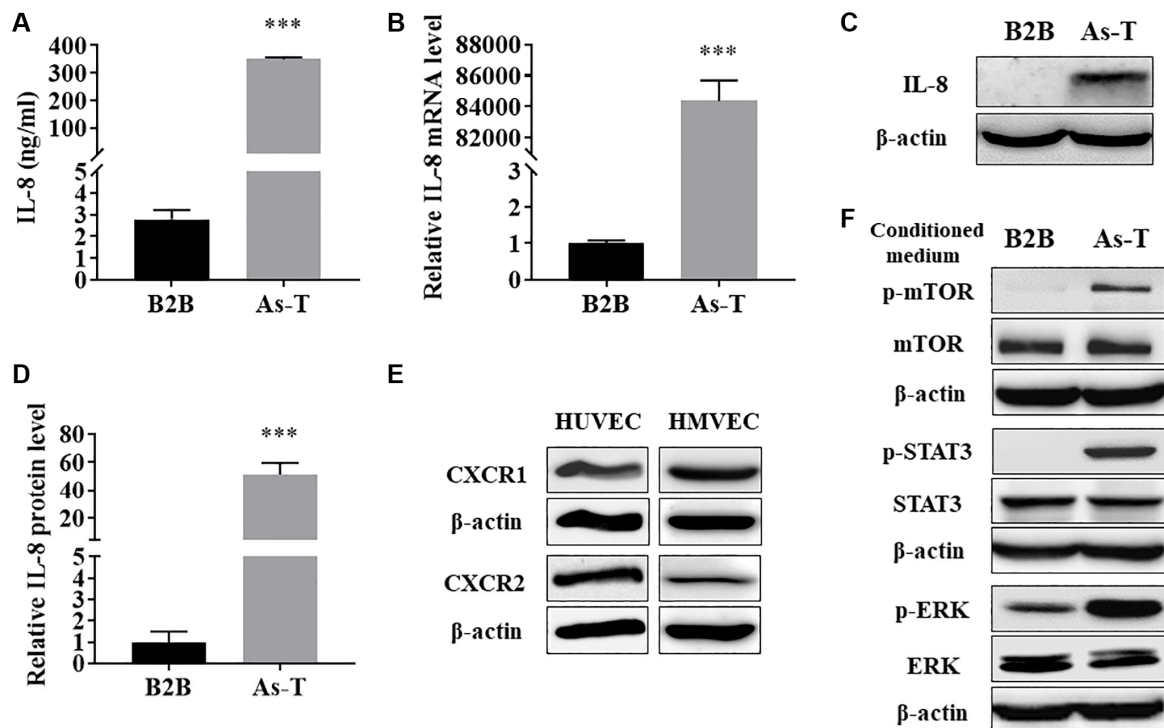 A
IL-8 (ng/ml)
400
300
200
100
5
4
3
2
1
0
***
B2B
As-T
B
Relative IL-8 mRNA level
88000
86000
84000
82000
3
2
1
0
***
B2B
As-T
C
B2B As-T
IL-8
β-actin
D
Relative IL-8 protein level
80
60
40
20
5
4
3
2
1
0
***
B2B
As-T
E
HUVEC HMVEC
CXCR1
β-actin
CXCR2
β-actin
F
Conditioned
medium
B2B As-T
p-mTOR
mTOR
β-actin
p-STAT3
STAT3
β-actin
p-ERK
ERK
β-actin